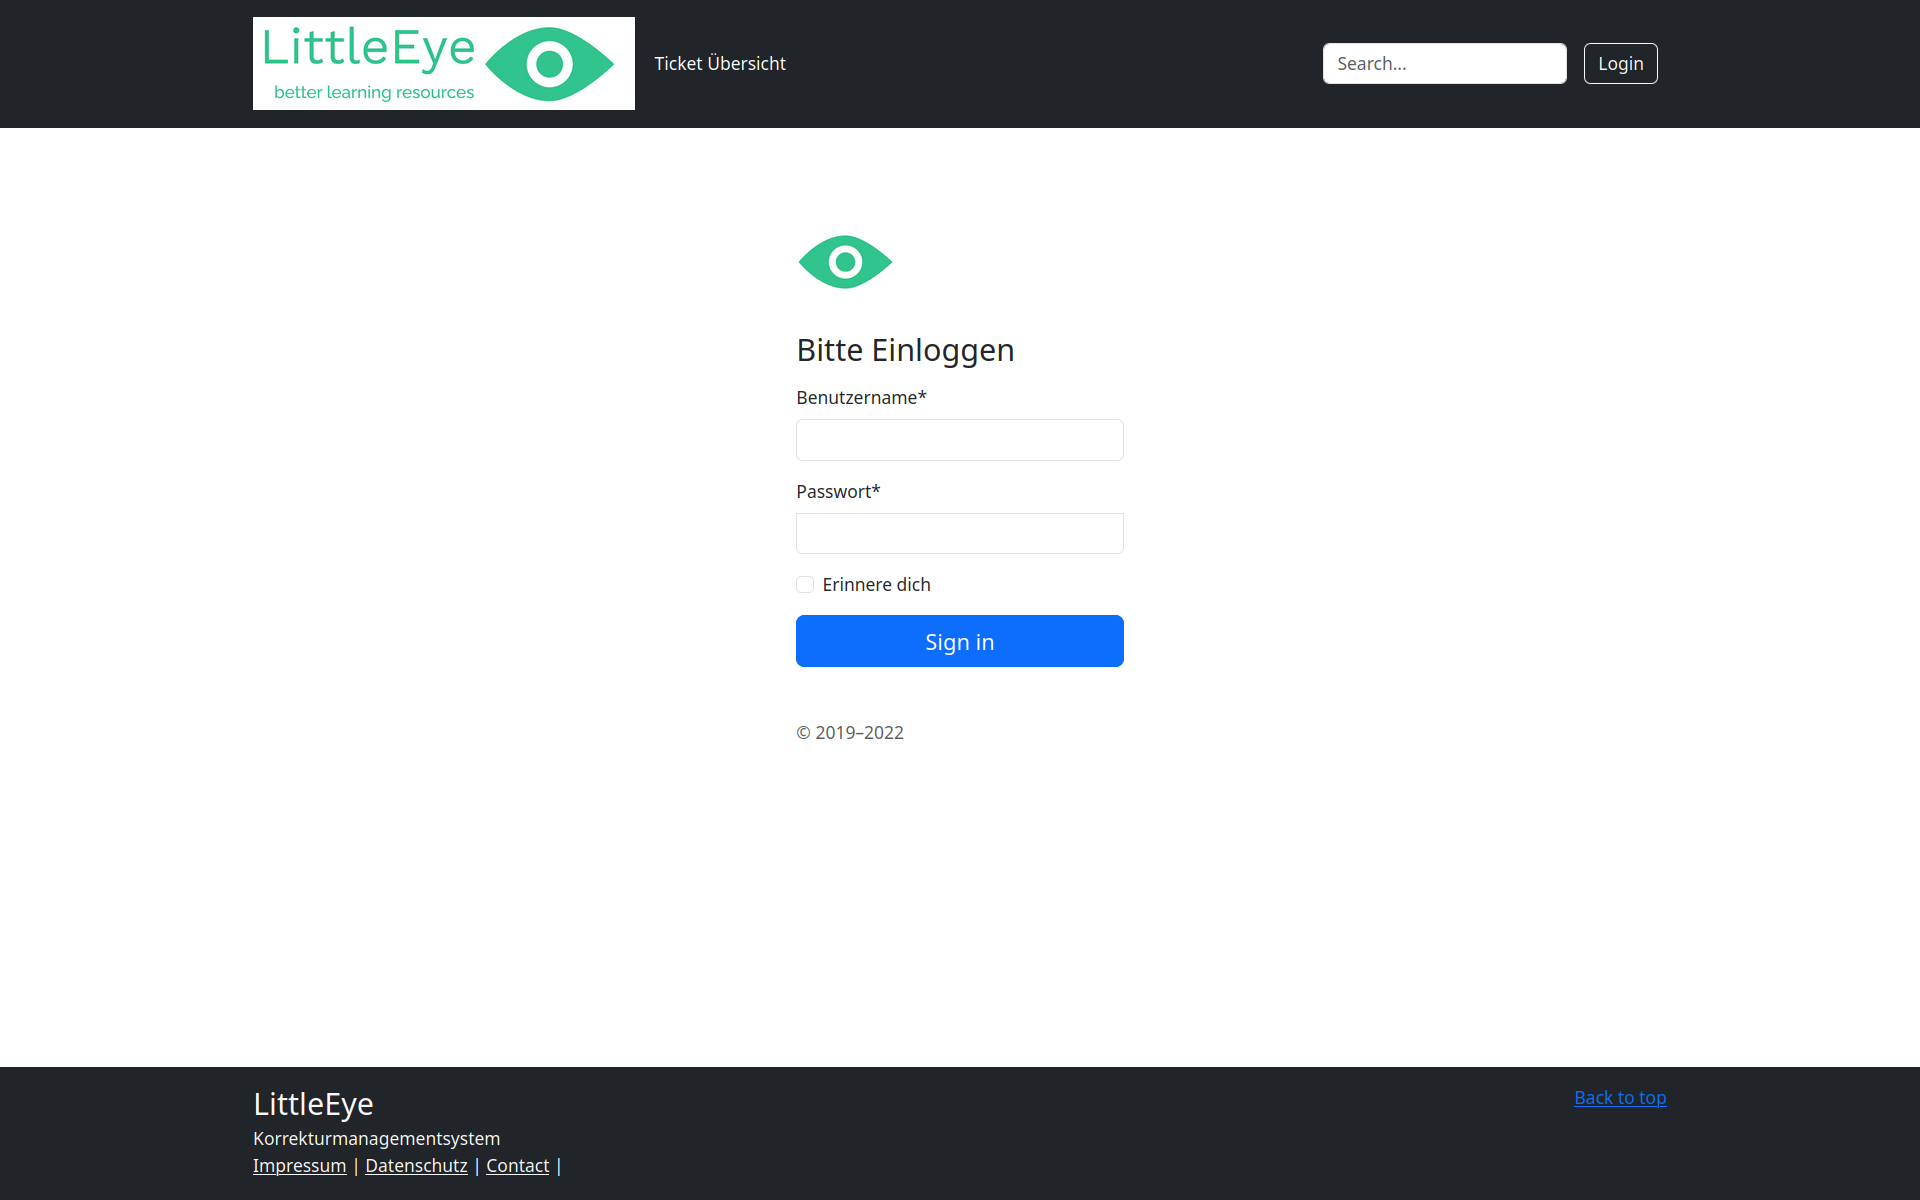 LittleEye
better learning resources
Ticket Übersicht
Search...
Login
Bitte Einloggen
Benutzername*
Passwort*
Erinnere dich
Sign in
© 2019–2022
LittleEye
Back to top
Korrekturmanagementsystem
Impressum | Datenschutz | Contact |